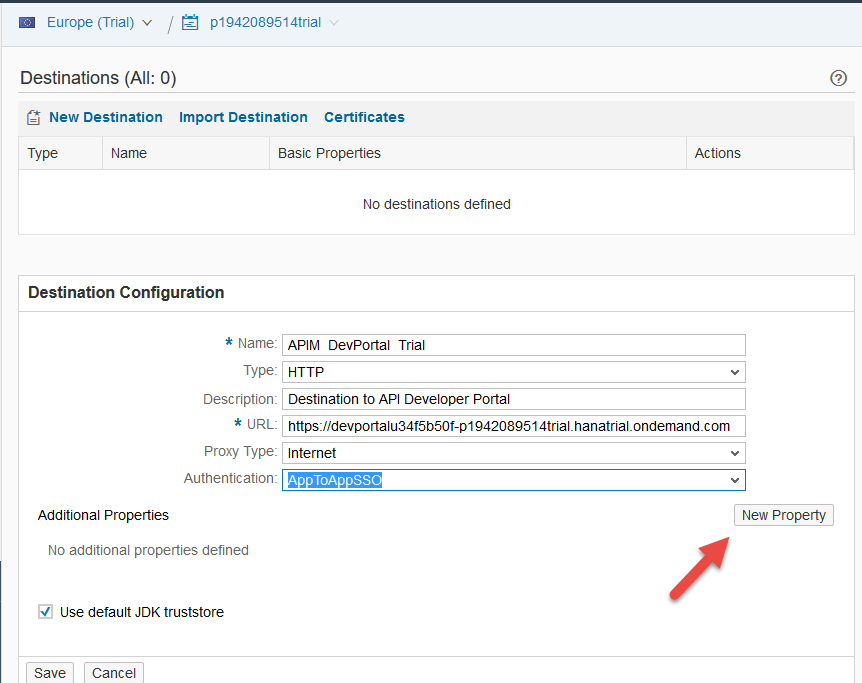 Europe (Trial) / p1942089514trial
Destinations (All: 0) ?
New Destination Import Destination Certificates
Type Name Basic Properties Actions
No destinations defined
Destination Configuration
* Name: APIM DevPortal Trial
Type: HTTP
Description: Destination to API Developer Portal
* URL: https://devportalu34f5b50f-p1942089514trial.hanatrial.ondemand.com
Proxy Type: Internet
Authentication: AppToAppSSO
Additional Properties New Property
No additional properties defined
Use default JDK truststore
Save Cancel